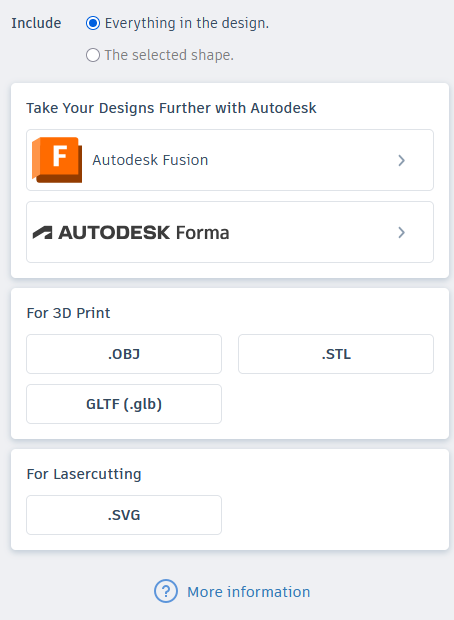 Include
Everything in the design.
The selected shape.
Take Your Designs Further with Autodesk
F
Autodesk Fusion
AUTODESK Forma
For 3D Print
.OBJ
.STL
GLTF (.glb)
For Lasercutting
.SVG
? More information